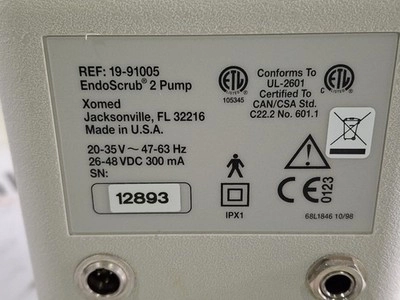 REF: 19-91005
EndoScrub® 2 Pump
Xomed
Jacksonville, FL 32216
Made in U.S.A.
20-35V ~ 47-63 Hz
26-48VDC 300 mA
SN:
12893
ETL
105345
Conforms To
UL-2601
Certified To
CAN/CSA Std.
C22.2 No. 601.1
ETL
IPX1
CE 0123
68L1846 10/98